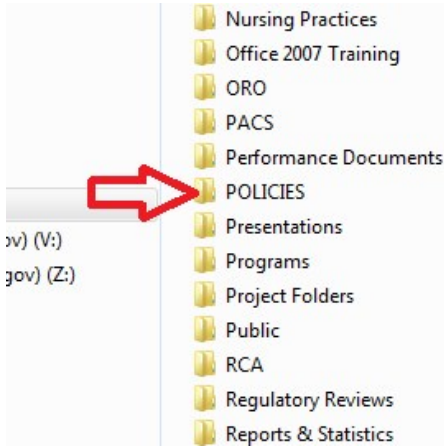 Nursing Practices
Office 2007 Training
ORO
PACS
Performance Documents
POLICIES
Presentations
Programs
Project Folders
Public
RCA
Regulatory Reviews
Reports & Statistics
ov) (V:)
gov) (Z:)